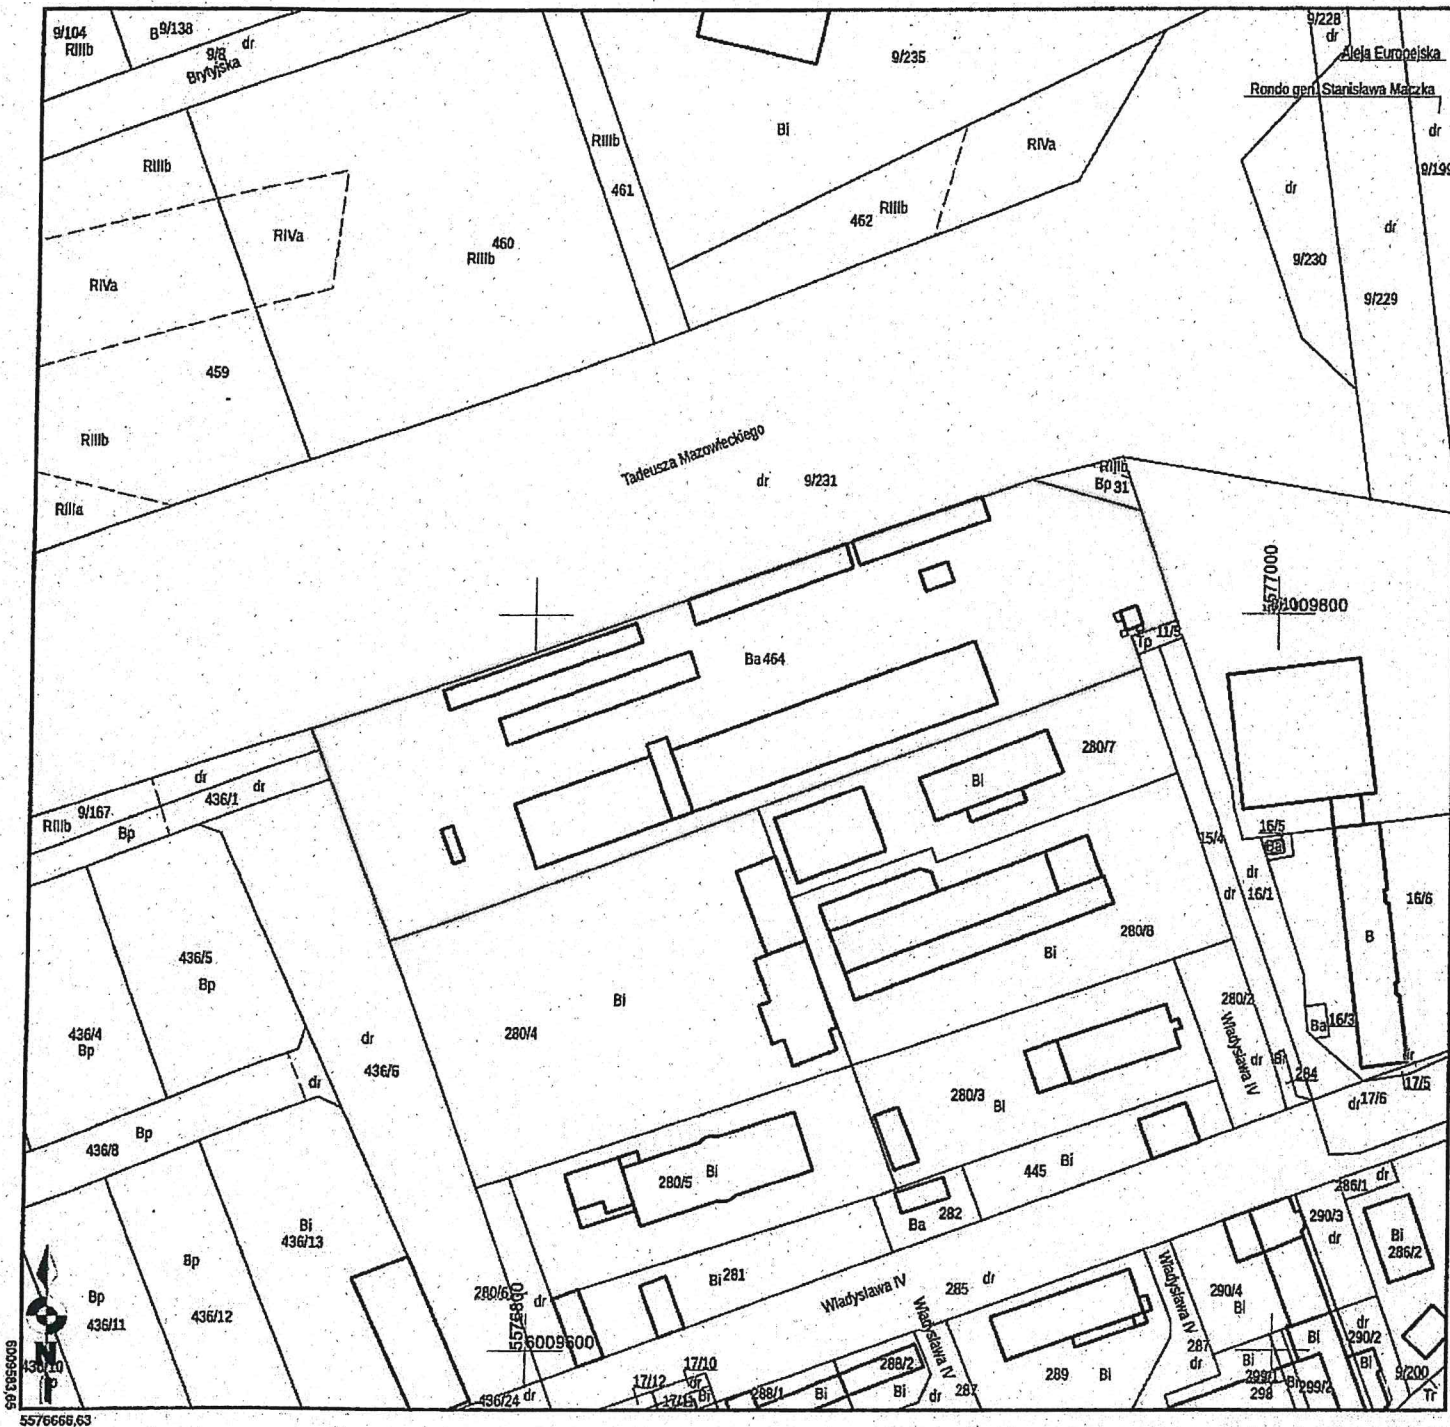 9/104
RIIIb
B 9/138
9/8
dr
Brytyjska
9/235
9/228
dr
Aleja Europejska
Rondo gen. Stanisława Maczka
dr
9/199
RIIIb
RIIIb
461
Bi
RIVa
dr
dr
RIVa
460
RIIIb
462
RIIIb
9/230
RIVa
9/229
459
RIIIb
RIIIa
Tadeusza Mazowieckiego
dr
9/231
RIIIb
Bp 31
5577000
6009800
Ba 464
Tp
11/5
280/7
Bi
dr
dr
436/1
9/167
RIIIb
Bp
15/4
16/5
Ba
dr
dr
16/1
16/6
280/8
Bi
B
436/5
Bp
Bi
280/4
280/2
436/4
Bp
dr
436/6
dr
Władysława IV
Ba
16/3
dr
Bi
284
dr
17/5
dr
17/6
280/3
Bi
Bp
436/8
280/5
Bi
445
Bi
286/1
dr
Ba
282
290/3
dr
Bi
286/2
Bi
436/13
Bp
Bi 281
285
dr
Władysława IV
Władysława IV
Władysława IV
290/4
Bi
280/6
dr
5576800
6009600
Bp
436/11
436/12
287
dr
Bi
dr
290/2
Bi
N
17/10
dr
17/12
17/11
Bi
288/2
288/1
Bi
Bi
dr
287
289
Bi
Bi
299/1
298
Bi
299/2
9/200
Tr
436/10
436/24
dr
6009583,65
5576666,63